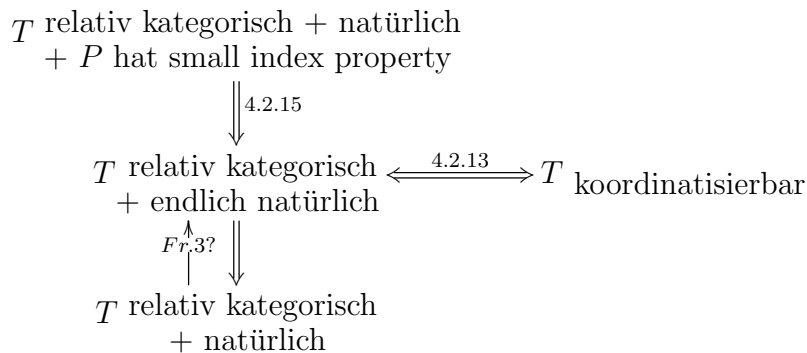 T relativ kategorisch + natürlich
+ P hat small index property
4.2.15
T relativ kategorisch
+ endlich natürlich
4.2.13
T koordinatisierbar
Fr.3?
T relativ kategorisch
+ natürlich